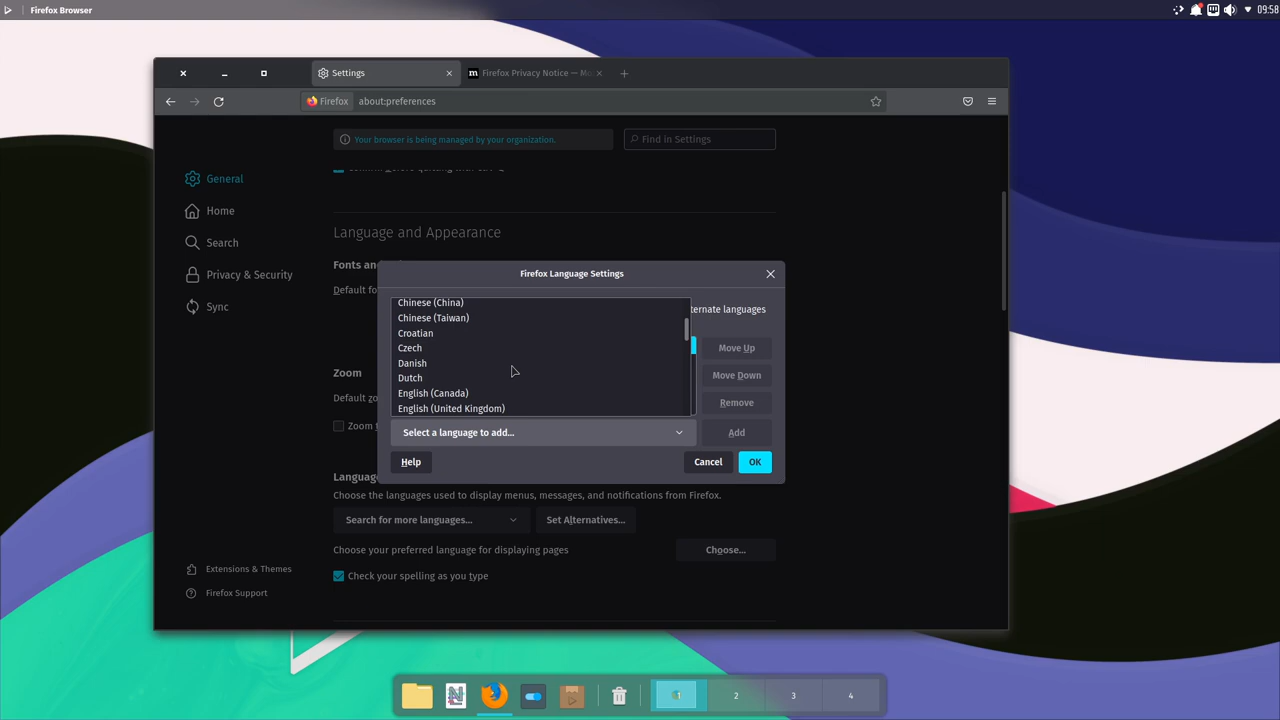 Firefox Browser
09:58
Settings
Firefox Privacy Notice — Mo
Firefox
about:preferences
Your browser is being managed by your organization.
Find in Settings
General
Home
Search
Privacy & Security
Sync
Extensions & Themes
Firefox Support
Language and Appearance
Fonts an
Default fo
Zoom
Default zo
Zoom
Firefox Language Settings
ternate languages
Chinese (China)
Chinese (Taiwan)
Croatian
Czech
Danish
Dutch
English (Canada)
English (United Kingdom)
Move Up
Move Down
Remove
Select a language to add...
Add
Help
Cancel
OK
Language
Choose the languages used to display menus, messages, and notifications from Firefox.
Search for more languages...
Set Alternatives...
Choose your preferred language for displaying pages
Choose...
Check your spelling as you type
1
2
3
4